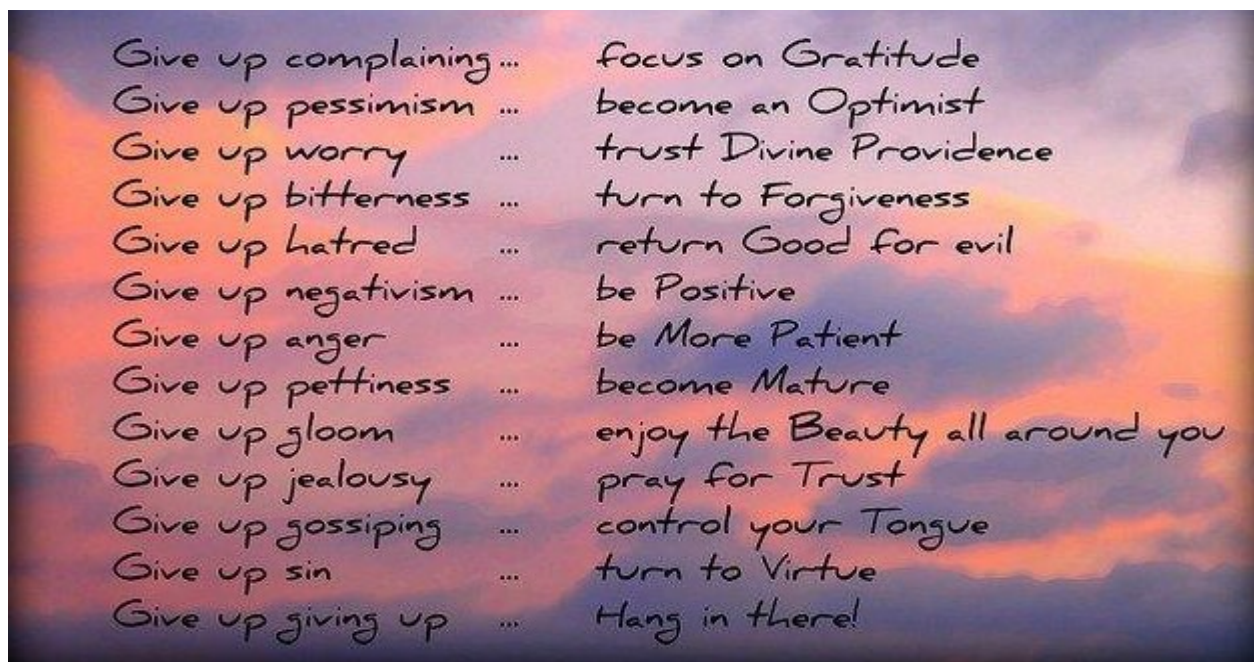 Give up complaining... focus on Gratitude
Give up pessimism ... become an Optimist
Give up worry ... trust Divine Providence
Give up bitterness ... turn to Forgiveness
Give up hatred ... return Good for evil
Give up negativism ... be Positive
Give up anger ... be More Patient
Give up pettiness ... become Mature
Give up gloom ... enjoy the Beauty all around you
Give up jealousy ... pray for Trust
Give up gossiping ... control your Tongue
Give up sin ... turn to Virtue
Give up giving up ... Hang in there!